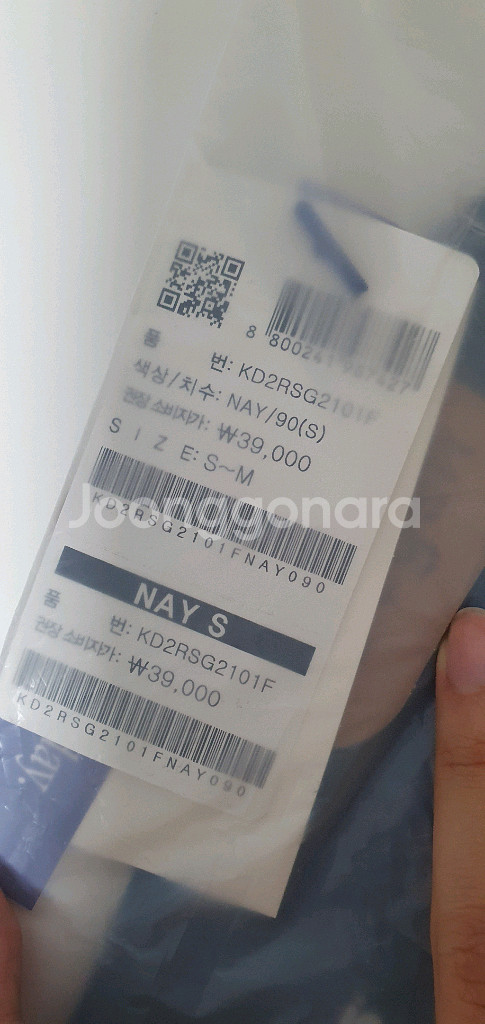 품 번: KD2RSG2101F
색상/치수: NAY/90(S)
권장 소비자가: ₩39,000
S I Z E: S~M
KD2RSG2101FNAY090
Joonggonara
NAY S
품 번: KD2RSG2101F
권장 소비자가: ₩39,000
KD2RSG2101FNAY090